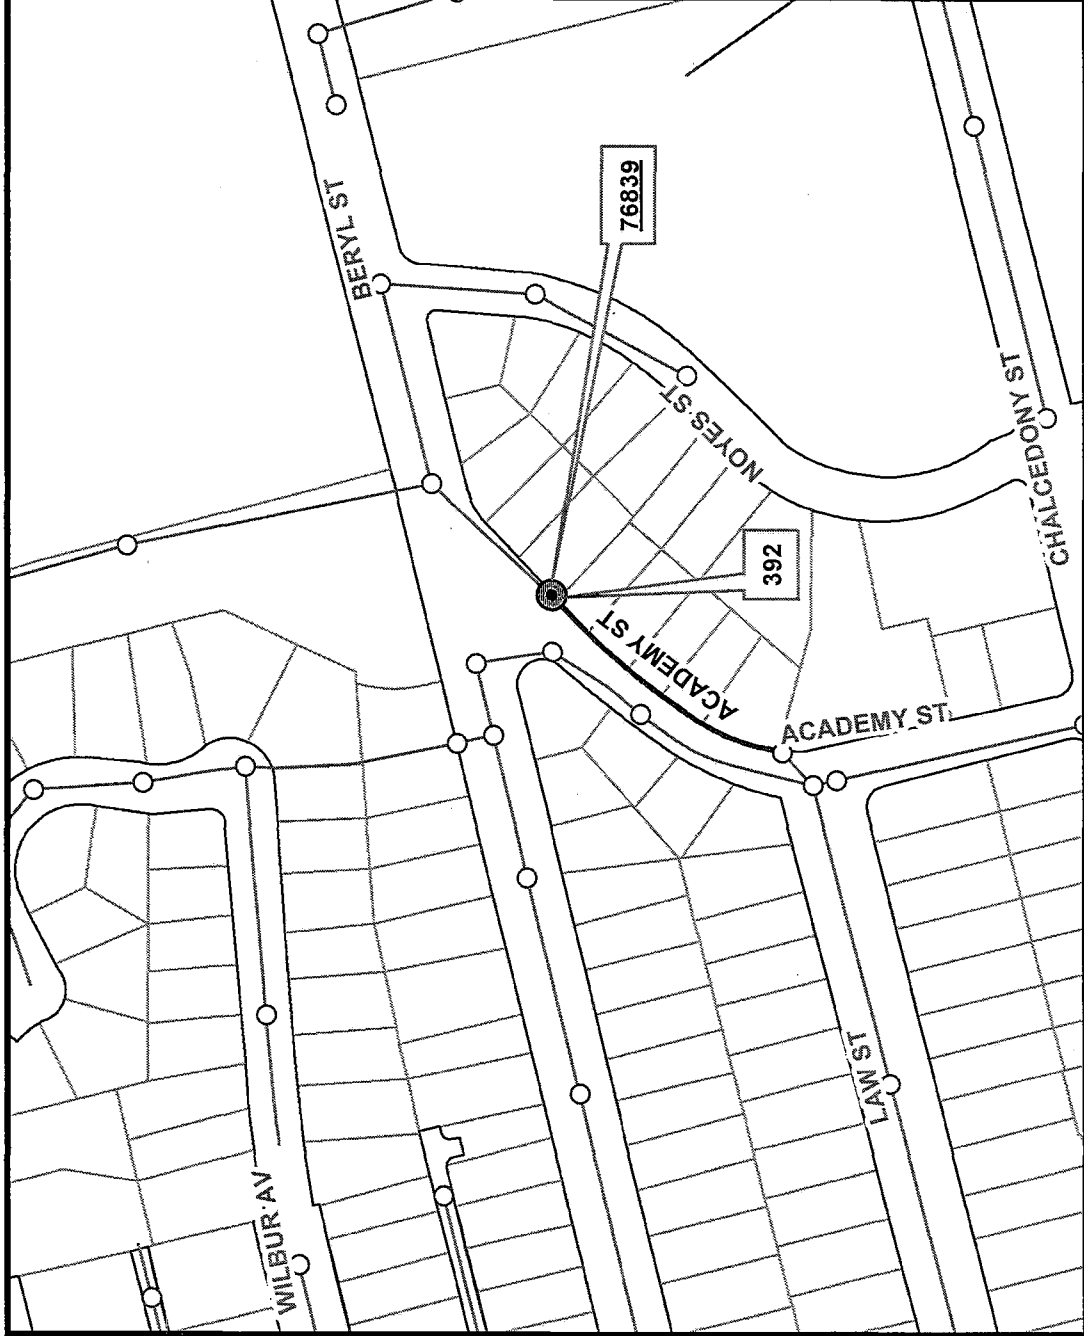 BERYL ST
76839
NOYES ST
CHALCEDONY ST
392
ACADEMY ST
ACADEMY ST
LAW ST
WILBUR AV